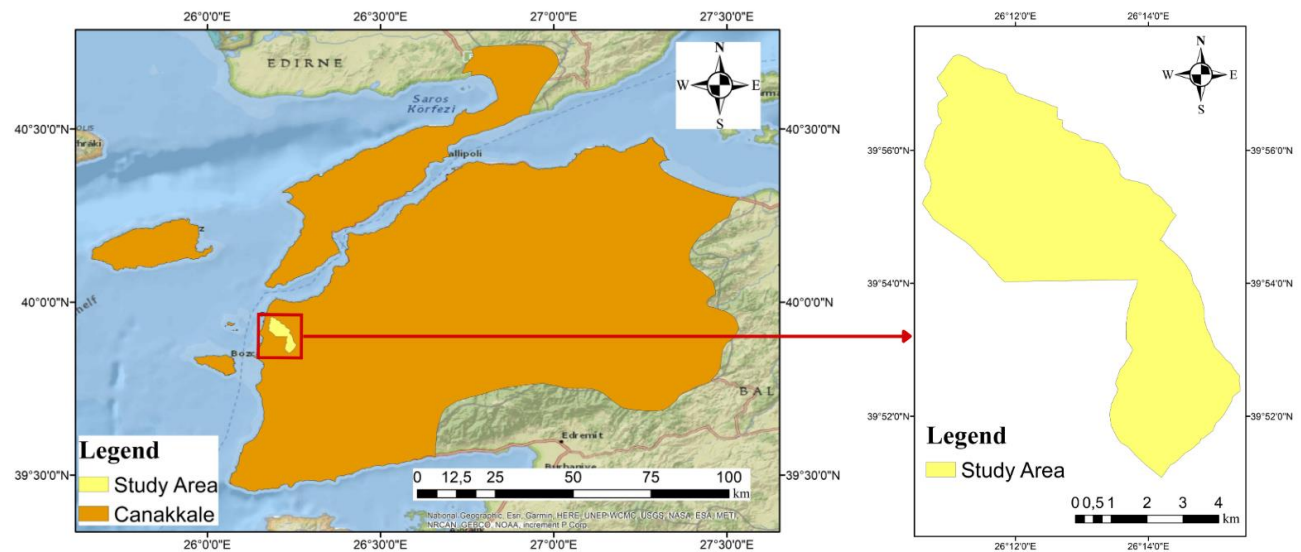 26°0'0"E 26°30'0"E 27°0'0"E 27°30'0"E
EDIRNE
Saros
Körfezi
N
W E
S
40°30'0"N 40°30'0"N
allipoli
40°0'0"N 40°0'0"N
Bozc
BAL
Edremit
39°30'0"N 39°30'0"N
Legend
Study Area
Canakkale
0 12,5 25 50 75 100
km
National Geographic, Esri, Garmin, HERE, UNEP-WCMC, USGS, NASA, ESA, METI,
NRCAN, GEBCO, NOAA, increment P Corp.
26°0'0"E 26°30'0"E 27°0'0"E 27°30'0"E
26°12'0"E 26°14'0"E
N
W E
S
39°56'0"N 39°56'0"N
39°54'0"N 39°54'0"N
39°52'0"N 39°52'0"N
Legend
Study Area
0 0,5 1 2 3 4
km
26°12'0"E 26°14'0"E